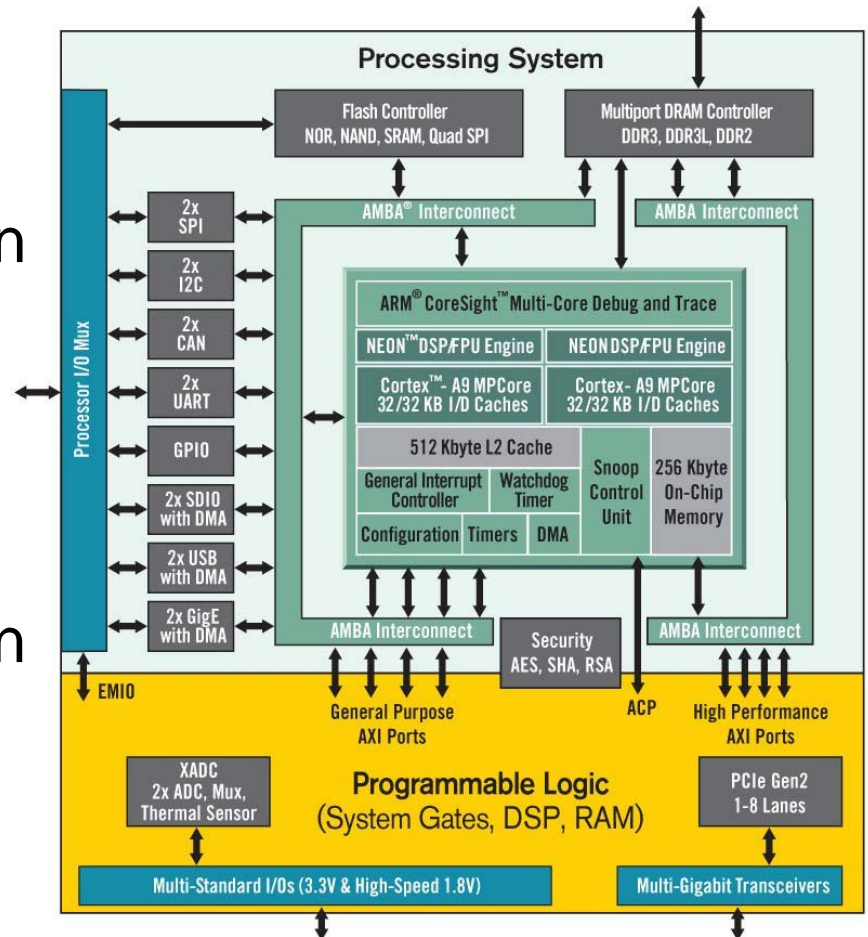 Processing System
Flash Controller
NOR, NAND, SRAM, Quad SPI
Multiport DRAM Controller
DDR3, DDR3L, DDR2
Processor I/O Mux
2x
SPI
2x
I2C
2x
CAN
2x
UART
GPIO
2x SDIO
with DMA
2x USB
with DMA
2x GigE
with DMA
AMBA® Interconnect
AMBA Interconnect
ARM® CoreSight™ Multi-Core Debug and Trace
NEON™ DSP/FPU Engine
NEON DSP/FPU Engine
Cortex™- A9 MPCore
32/32 KB I/D Caches
Cortex- A9 MPCore
32/32 KB I/D Caches
512 Kbyte L2 Cache
General Interrupt
Controller
Watchdog
Timer
Configuration
Timers
DMA
Snoop
Control
Unit
256 Kbyte
On-Chip
Memory
AMBA Interconnect
Security
AES, SHA, RSA
AMBA Interconnect
EMIO
General Purpose
AXI Ports
ACP
High Performance
AXI Ports
XADC
2x ADC, Mux,
Thermal Sensor
Programmable Logic
(System Gates, DSP, RAM)
PCIe Gen2
1-8 Lanes
Multi-Standard I/Os (3.3V & High-Speed 1.8V)
Multi-Gigabit Transceivers